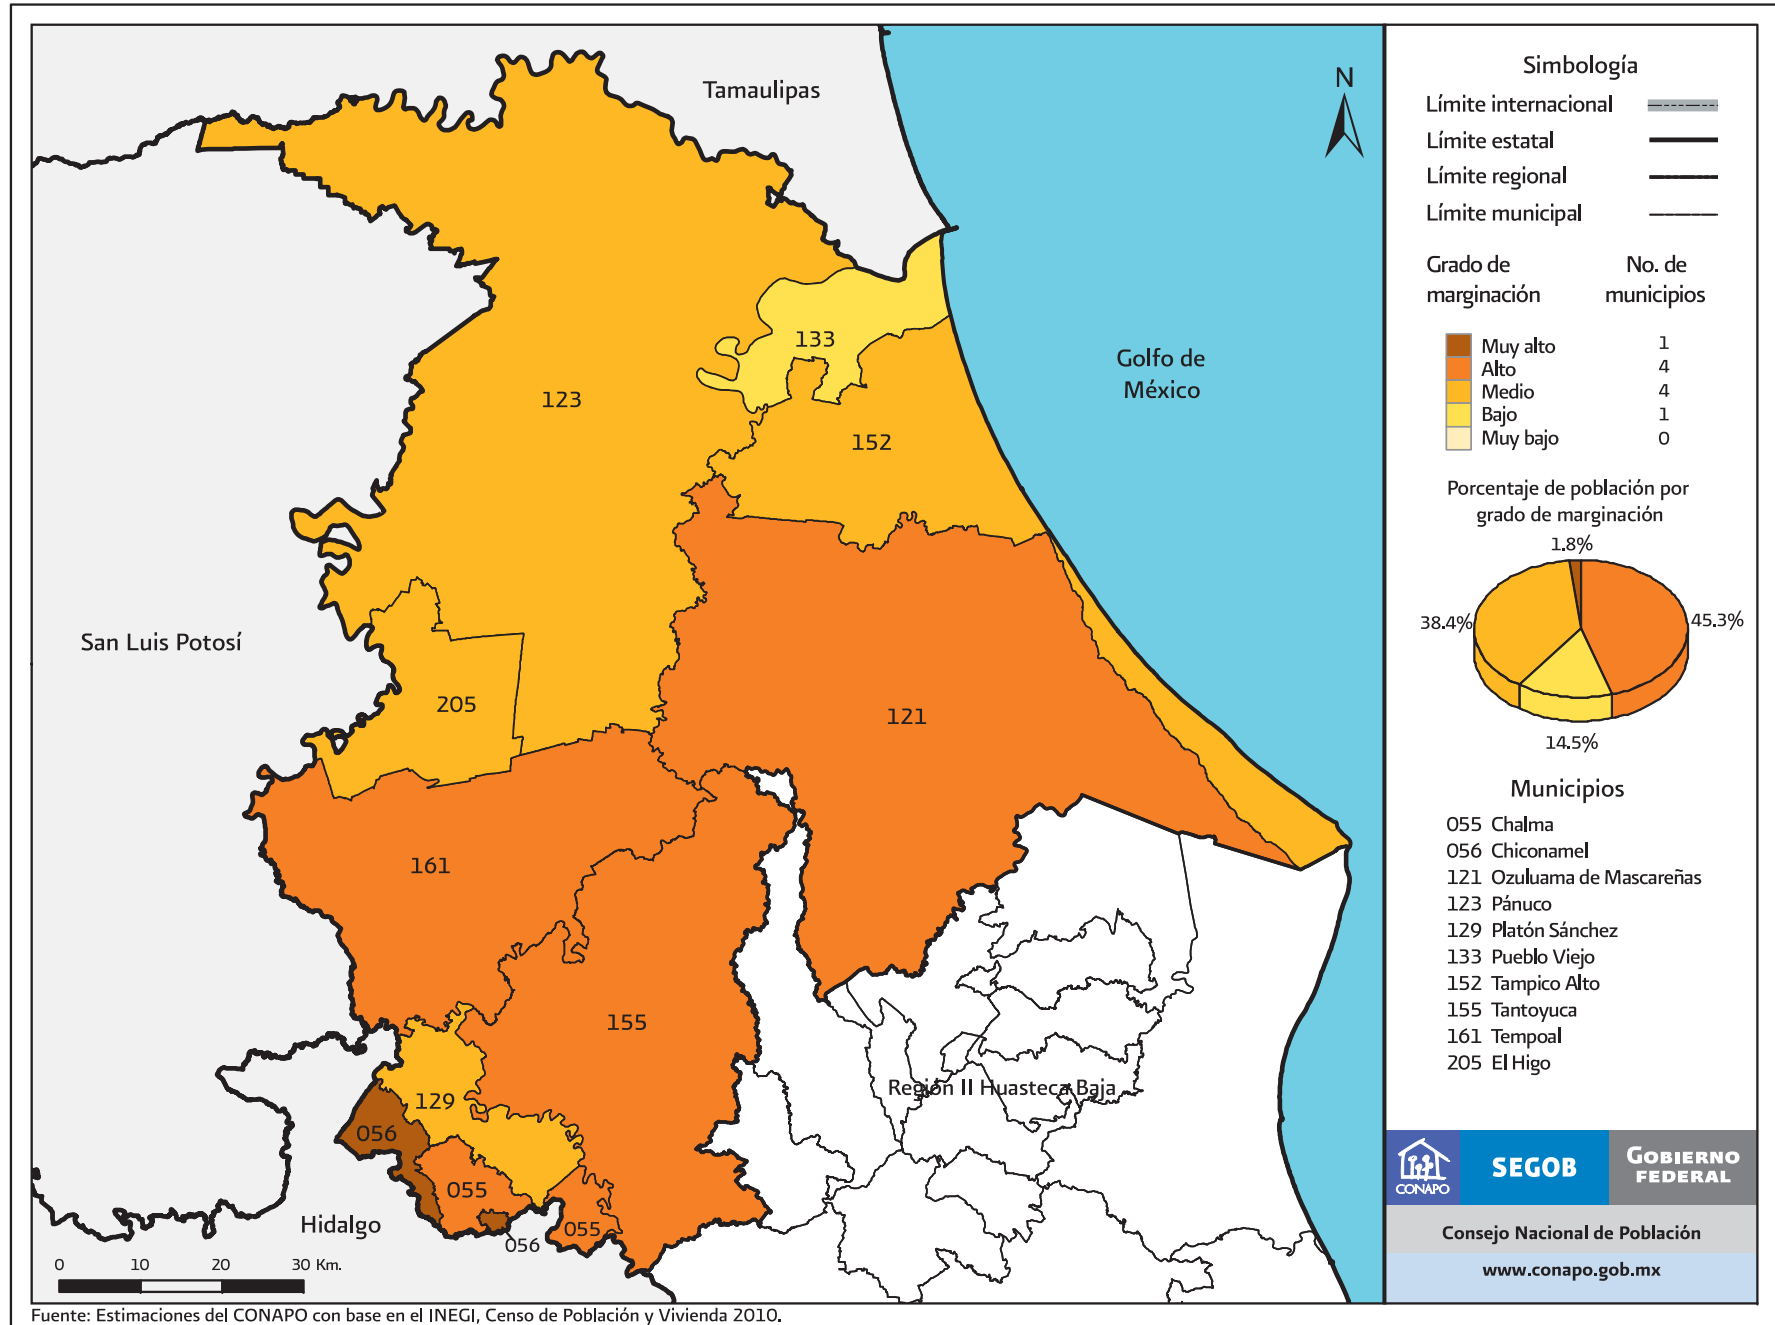 Tamaulipas
N
133
Golfo de
México
123
152
San Luis Potosí
205
121
161
155
Región II Huasteca Baja
129
056
055
Hidalgo
056
055
0 10 20 30 Km.
Fuente: Estimaciones del CONAPO con base en el INEGI, Censo de Población y Vivienda 2010.
Simbología
Límite internacional
Límite estatal
Límite regional
Límite municipal
Grado de No. de
marginación municipios
Muy alto 1
Alto 4
Medio 4
Bajo 1
Muy bajo 0
Porcentaje de población por
grado de marginación
1.8%
38.4% 45.3%
14.5%
Municipios
055 Chalma
056 Chiconamel
121 Ozuluama de Mascareñas
123 Pánuco
129 Platón Sánchez
133 Pueblo Viejo
152 Tampico Alto
155 Tantoyuca
161 Tempoal
205 El Higo
CONAPO
SEGOB
GOBIERNO
FEDERAL
Consejo Nacional de Población
www.conapo.gob.mx